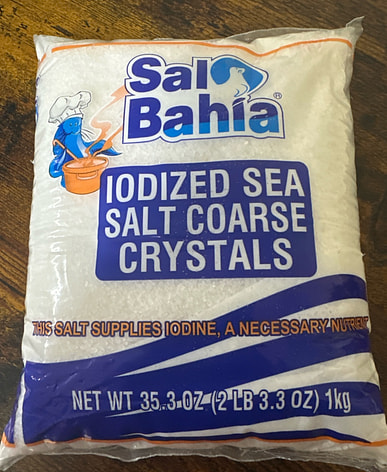 Sal
Bahía®
IODIZED SEA
SALT COARSE
CRYSTALS
THIS SALT SUPPLIES IODINE, A NECESSARY NUTRIENT
NET WT 35.3 OZ (2 LB 3.3 OZ) 1kg